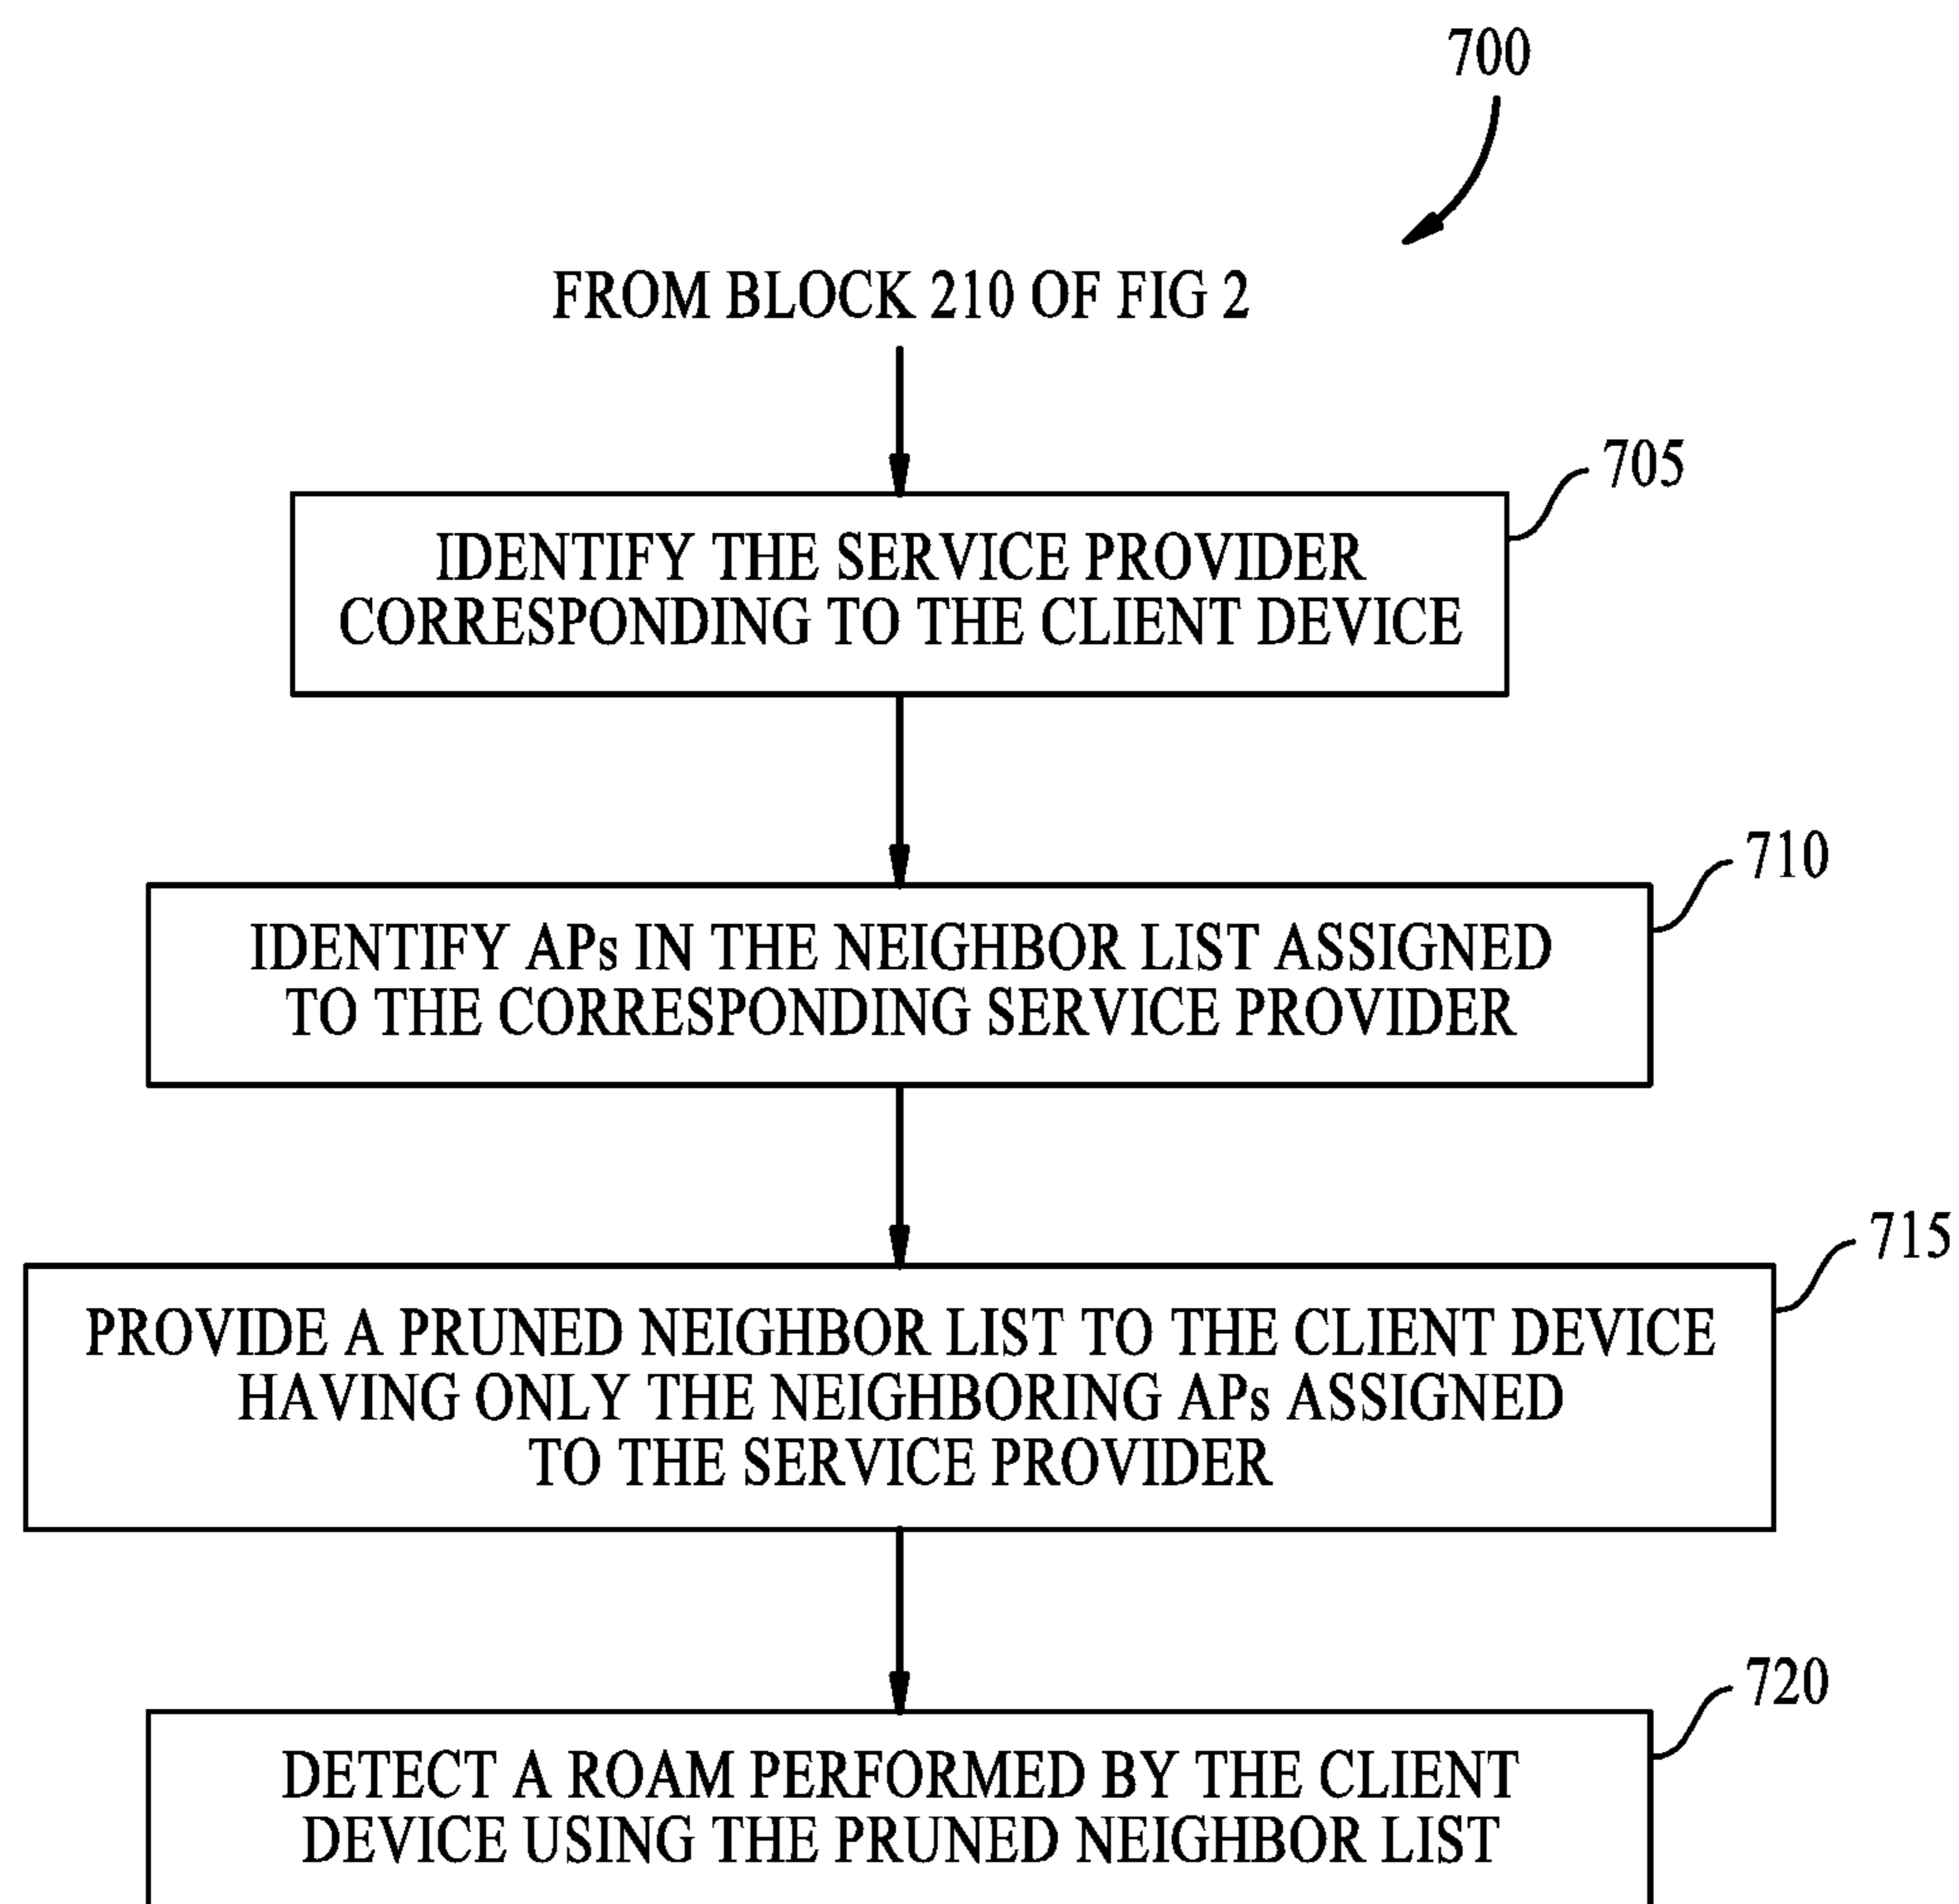 700
FROM BLOCK 210 OF FIG 2
705
IDENTIFY THE SERVICE PROVIDER
CORRESPONDING TO THE CLIENT DEVICE
710
IDENTIFY APs IN THE NEIGHBOR LIST ASSIGNED
TO THE CORRESPONDING SERVICE PROVIDER
715
PROVIDE A PRUNED NEIGHBOR LIST TO THE CLIENT DEVICE
HAVING ONLY THE NEIGHBORING APs ASSIGNED
TO THE SERVICE PROVIDER
720
DETECT A ROAM PERFORMED BY THE CLIENT
DEVICE USING THE PRUNED NEIGHBOR LIST